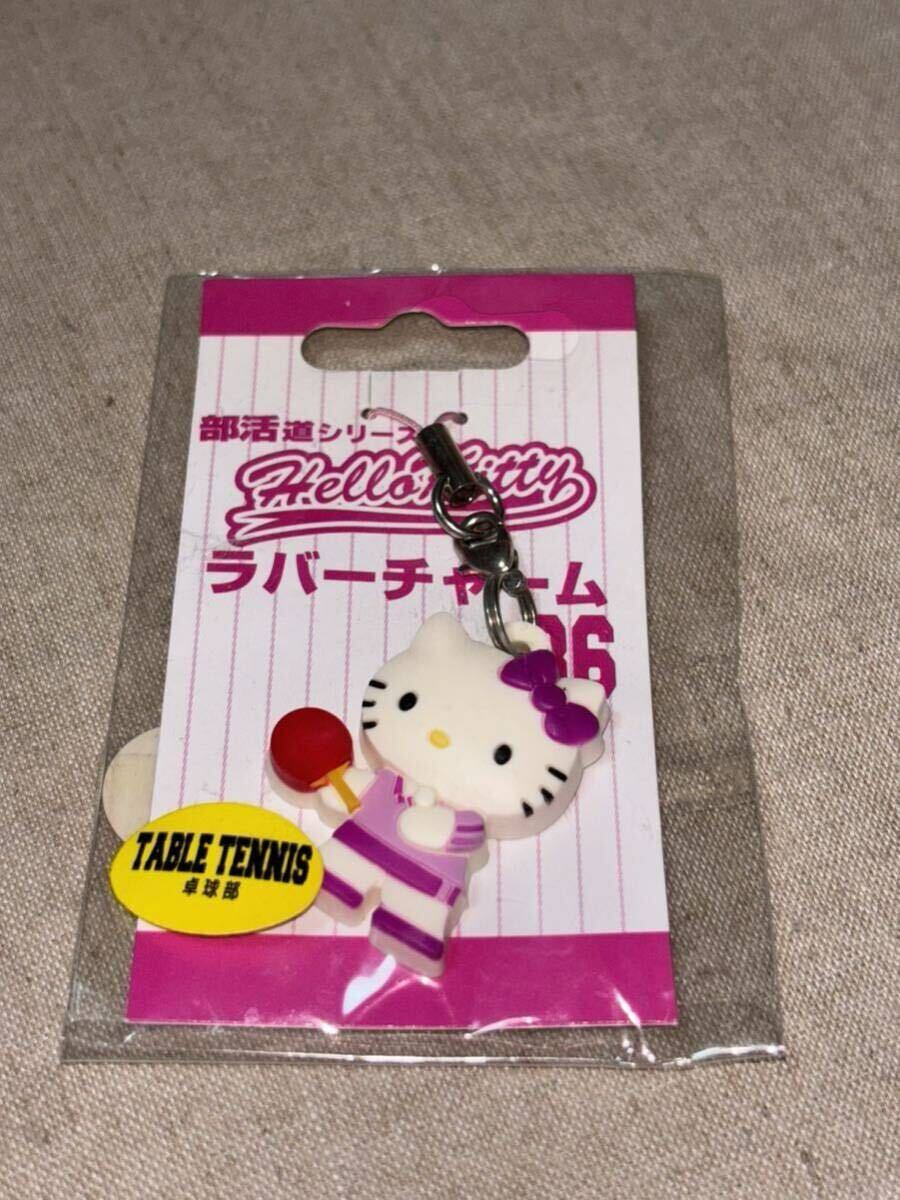 部活道シリーズ
Hello Kitty
ラバーチャーム
36
TABLE TENNIS
卓球部